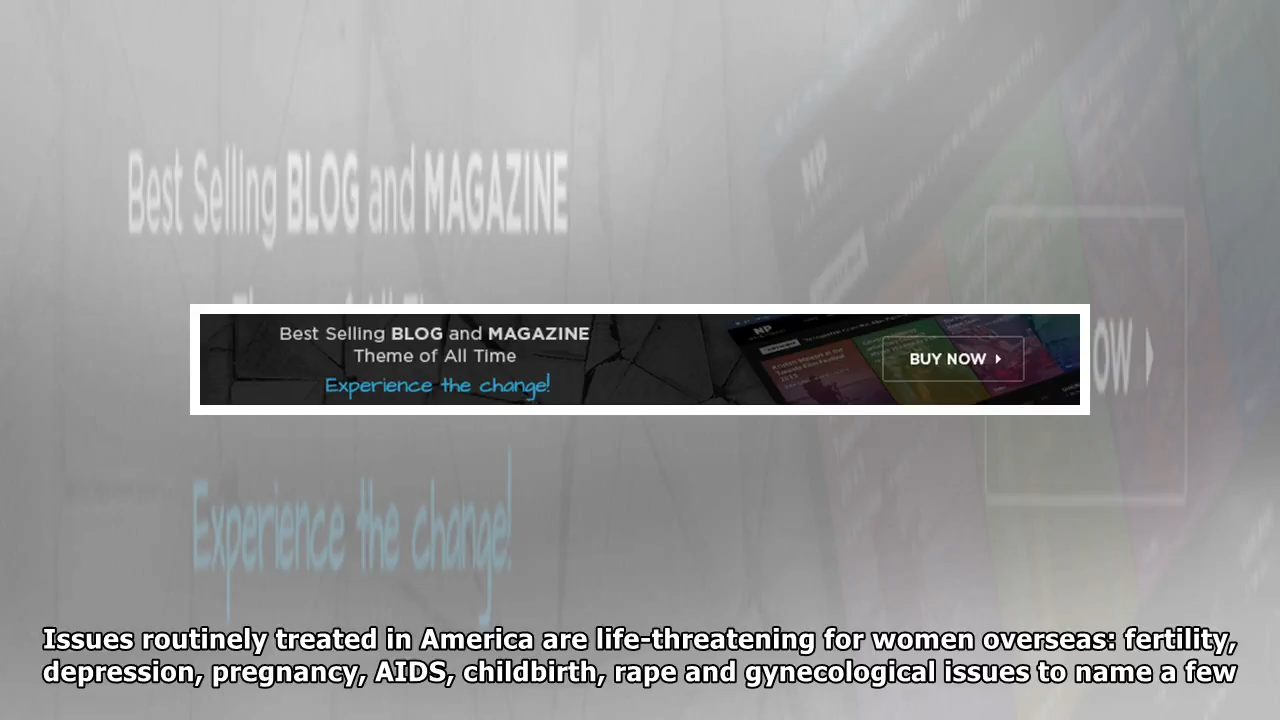 Best Selling BLOG and MAGAZINE
Best Selling BLOG and MAGAZINE
Theme of All Time
Experience the change!
NP
BUY NOW
NP
OW
Experience the change!
Issues routinely treated in America are life-threatening for women overseas: fertility,
depression, pregnancy, AIDS, childbirth, rape and gynecological issues to name a few